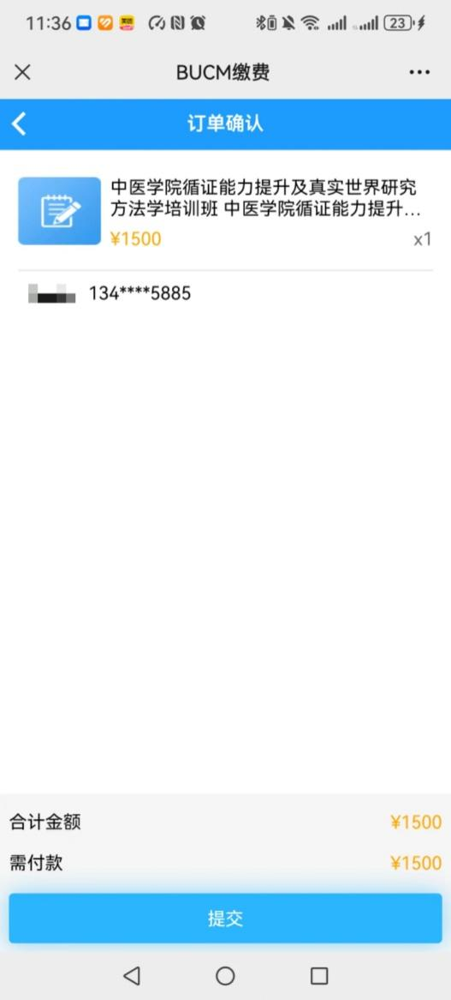 11:36
23
BUCM缴费
订单确认
中医学院循证能力提升及真实世界研究
方法学培训班 中医学院循证能力提升...
¥1500
x1
134****5885
合计金额
¥1500
需付款
¥1500
提交